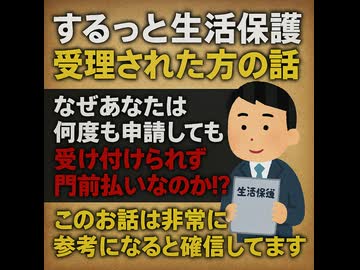 するっと生活保護
受理された方の話
なぜあなたは
何度も申請しても
受け付けられず
門前払いなのか!?
生活保護
このお話は非常に
参考になると確信してます